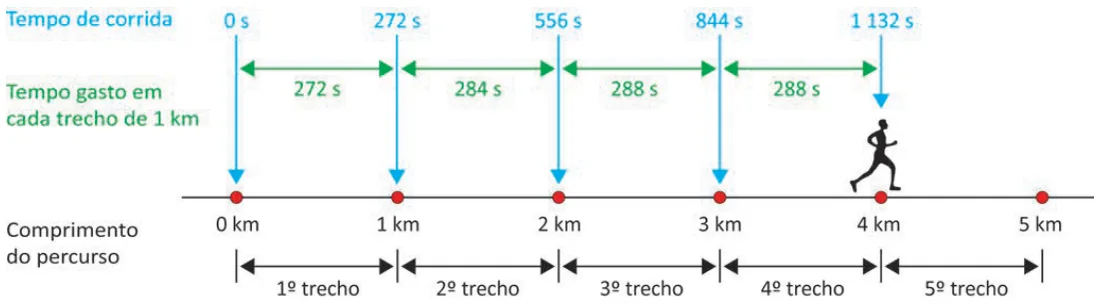 Tempo de corrida 0 s 272 s 556 s 844 s 1 132 s
272 s 284 s 288 s 288 s
Tempo gasto em
cada trecho de 1 km
0 km 1 km 2 km 3 km 4 km 5 km
Comprimento
do percurso
1º trecho 2º trecho 3º trecho 4º trecho 5º trecho